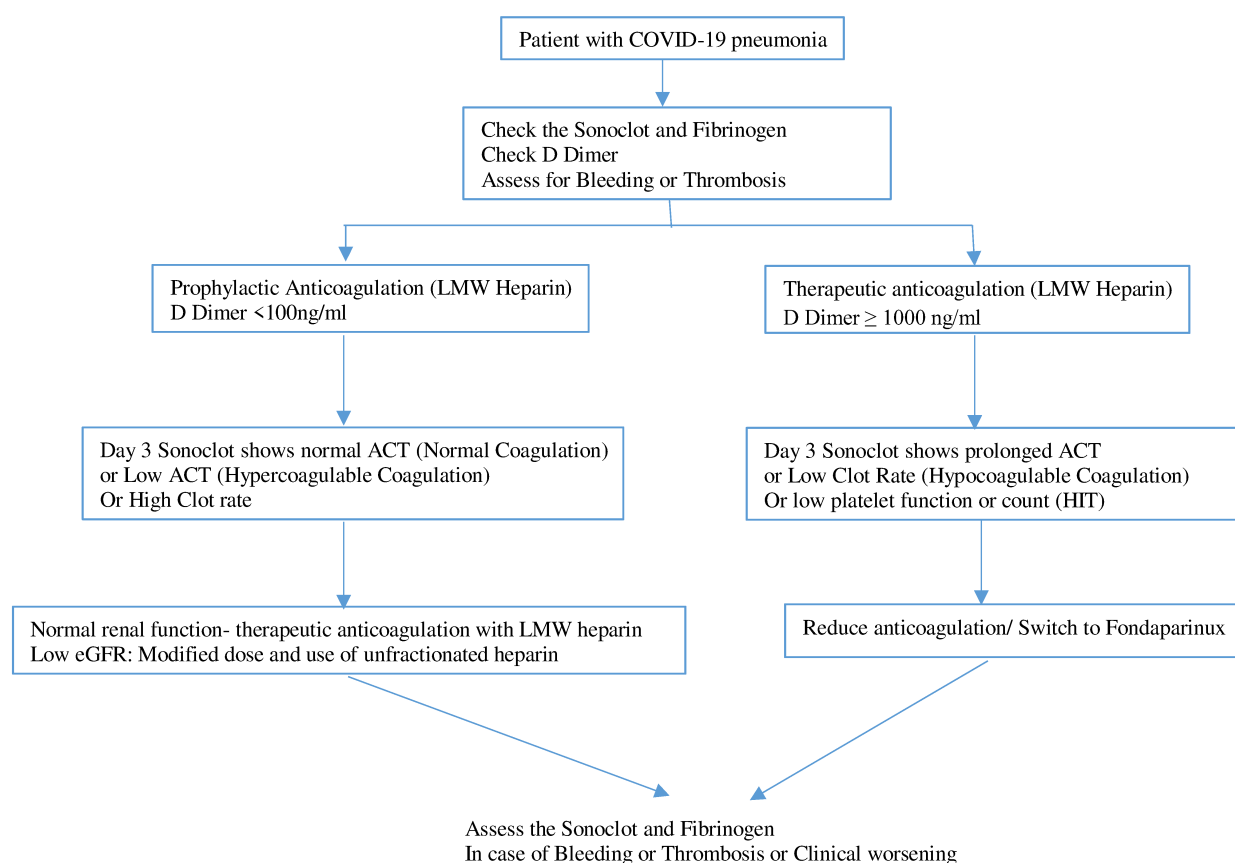 Patient with COVID-19 pneumonia
Check the Sonoclot and Fibrinogen
Check D Dimer
Assess for Bleeding or Thrombosis
Prophylactic Anticoagulation (LMW Heparin)
D Dimer <100ng/ml
Therapeutic anticoagulation (LMW Heparin)
D Dimer ≥ 1000 ng/ml
Day 3 Sonoclot shows normal ACT (Normal Coagulation)
or Low ACT (Hypercoagulable Coagulation)
Or High Clot rate
Day 3 Sonoclot shows prolonged ACT
or Low Clot Rate (Hypocoagulable Coagulation)
Or low platelet function or count (HIT)
Normal renal function- therapeutic anticoagulation with LMW heparin
Low eGFR: Modified dose and use of unfractionated heparin
Reduce anticoagulation/ Switch to Fondaparinux
Assess the Sonoclot and Fibrinogen
In case of Bleeding or Thrombosis or Clinical worsening